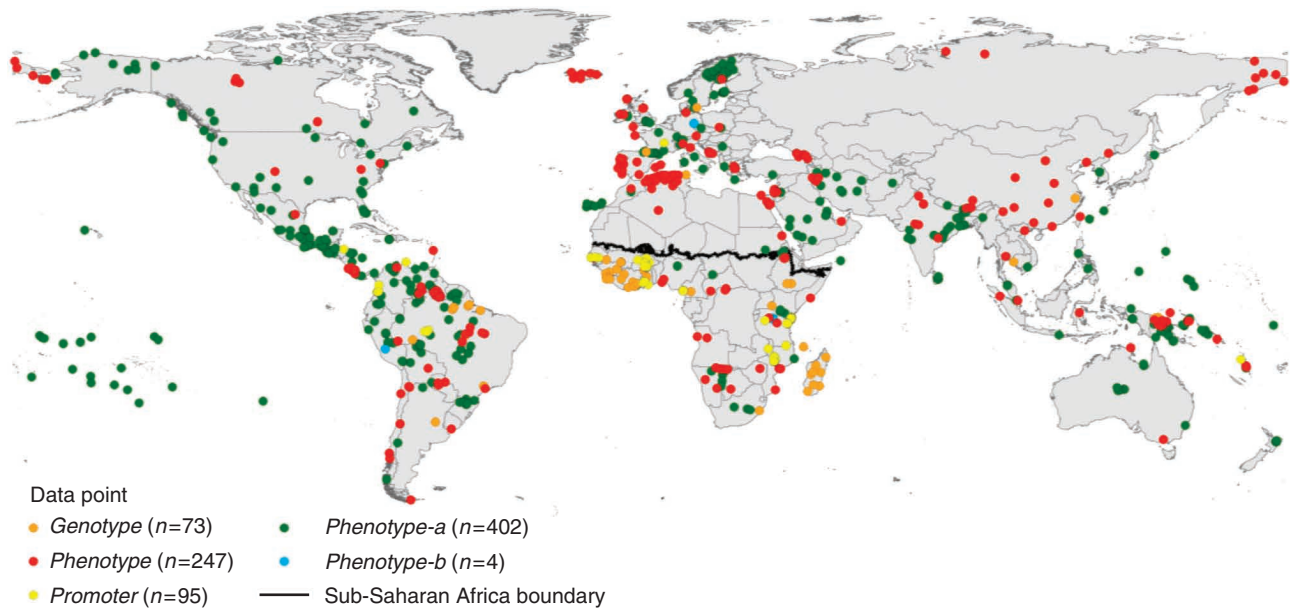 Data point
Genotype (n=73)
Phenotype (n=247)
Promoter (n=95)
Phenotype-a (n=402)
Phenotype-b (n=4)
Sub-Saharan Africa boundary